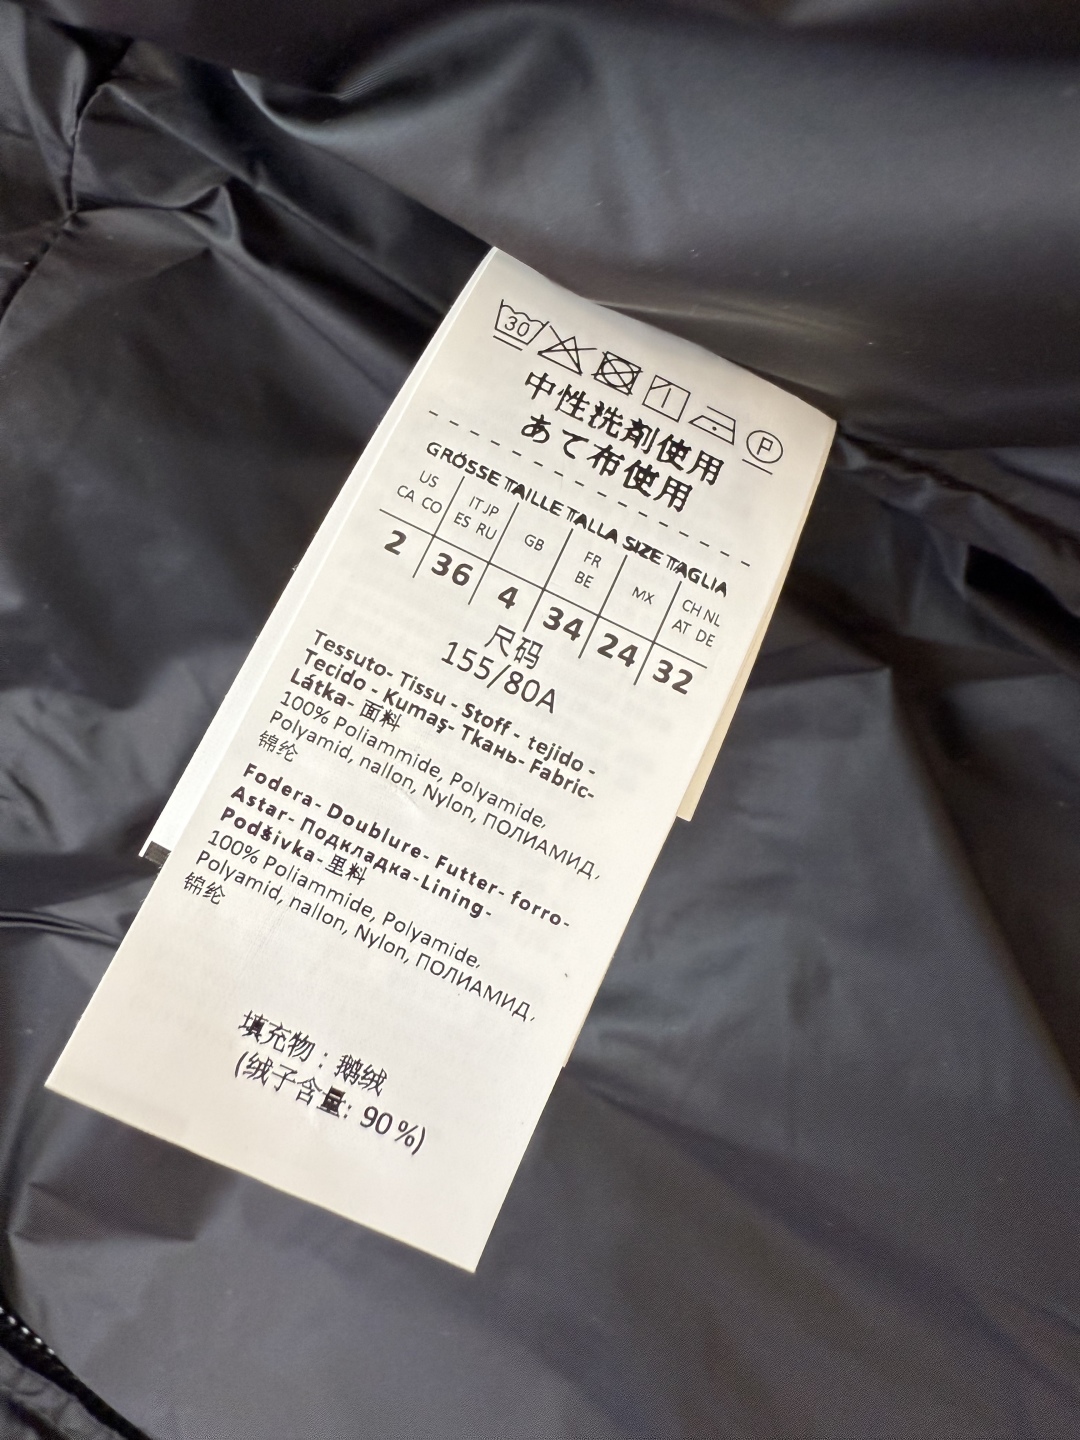 30
P
中性洗剤使用
あて布使用
GRÖSSE TAILLE TALLA SIZE TAGLIA
US CA CO
IT JP ES RU
GB
FR BE
MX
CH NL AT DE
2 36 4 34 24 32
尺码
155/80A
Tessuto- Tissu - Stoff - tejido -
Tecido - Kumaş- Ткань- Fabric-
Látka- 面料
100% Poliammide, Polyamide,
Polyamid, nallon, Nylon, ПОЛИАМИД,
锦纶
Fodera- Doublure- Futter- forro-
Astar- Подкладка-Lining-
Podšivka-里料
100% Poliammide, Polyamide,
Polyamid, nallon, Nylon, ПОЛИАМИД,
锦纶
填充物：鹅绒
(绒子含量: 90%)